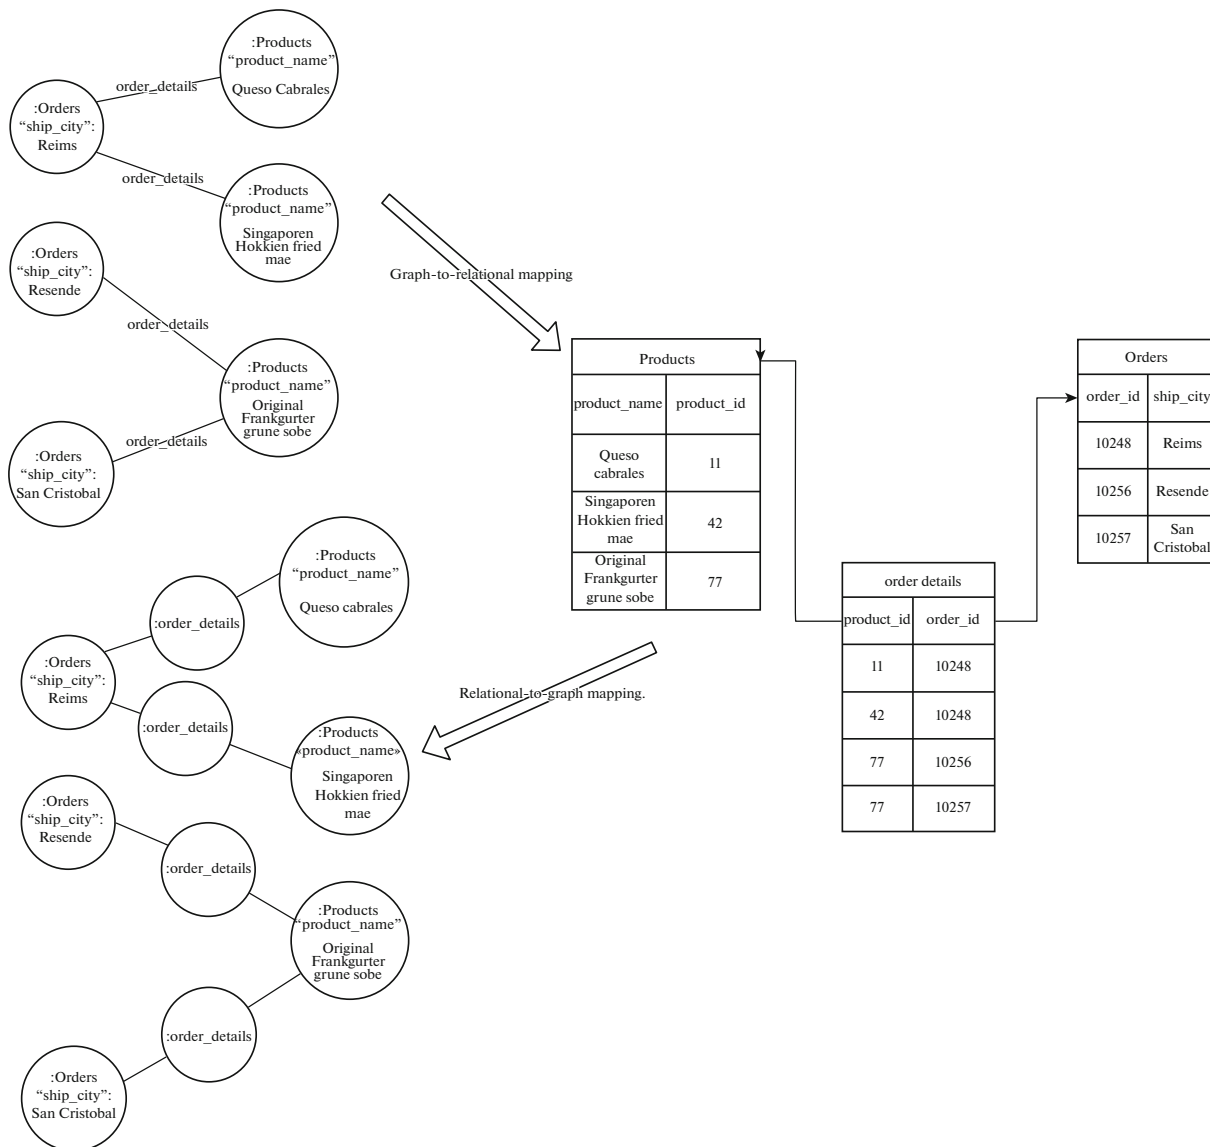 :Products
“product_name”
Queso Cabrales
order_details
:Orders
“ship_city”:
Reims
order_details
:Products
“product_name”
Singaporen
Hokkien fried
mae
:Orders
“ship_city”:
Resende
order_details
:Products
“product_name”
Original
Frankgurter
grune sobe
order_details
:Orders
“ship_city”:
San Cristobal
Graph-to-relational mapping
Products
product_name product_id
Queso
cabrales
11
Singaporen
Hokkien fried
mae
42
Original
Frankgurter
grune sobe
77
Orders
order_id ship_city
10248 Reims
10256 Resende
10257
San
Cristobal
order details
product_id order_id
11 10248
42 10248
77 10256
77 10257
Relational-to-graph mapping.
:Products
“product_name”
Queso cabrales
:order_details
:Orders
“ship_city”:
Reims
:order_details
:Products
«product_name»
Singaporen
Hokkien fried
mae
:Orders
“ship_city”:
Resende
:order_details
:Products
“product_name”
Original
Frankgurter
grune sobe
:order_details
:Orders
“ship_city”:
San Cristobal